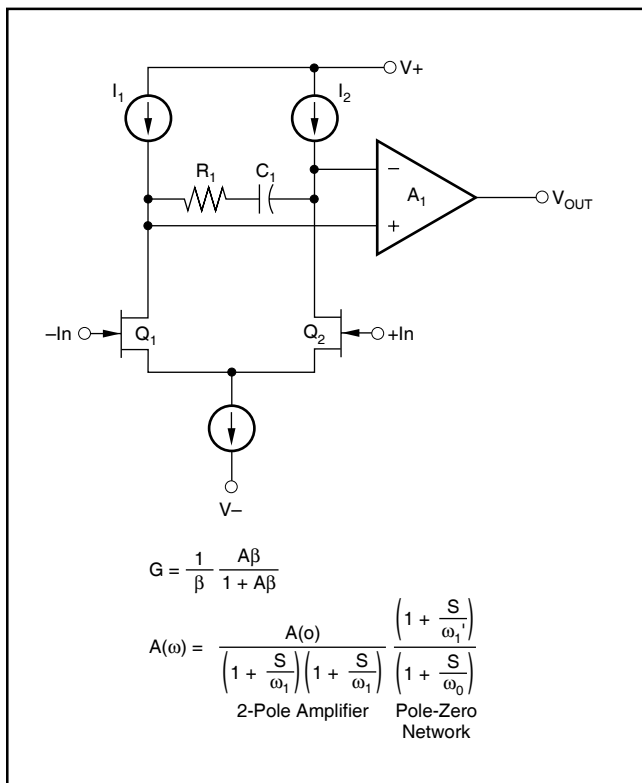 V+
I1 I2
R1 C1
−
A1
VOUT
+
–In Q1 Q2 +In
V–
G = 1/β Aβ/(1 + Aβ)
A(ω) = A(o)/((1 + S/ω1)(1 + S/ω1)) (1 + S/ω1')/(1 + S/ω0)
2-Pole Amplifier Pole-Zero
Network